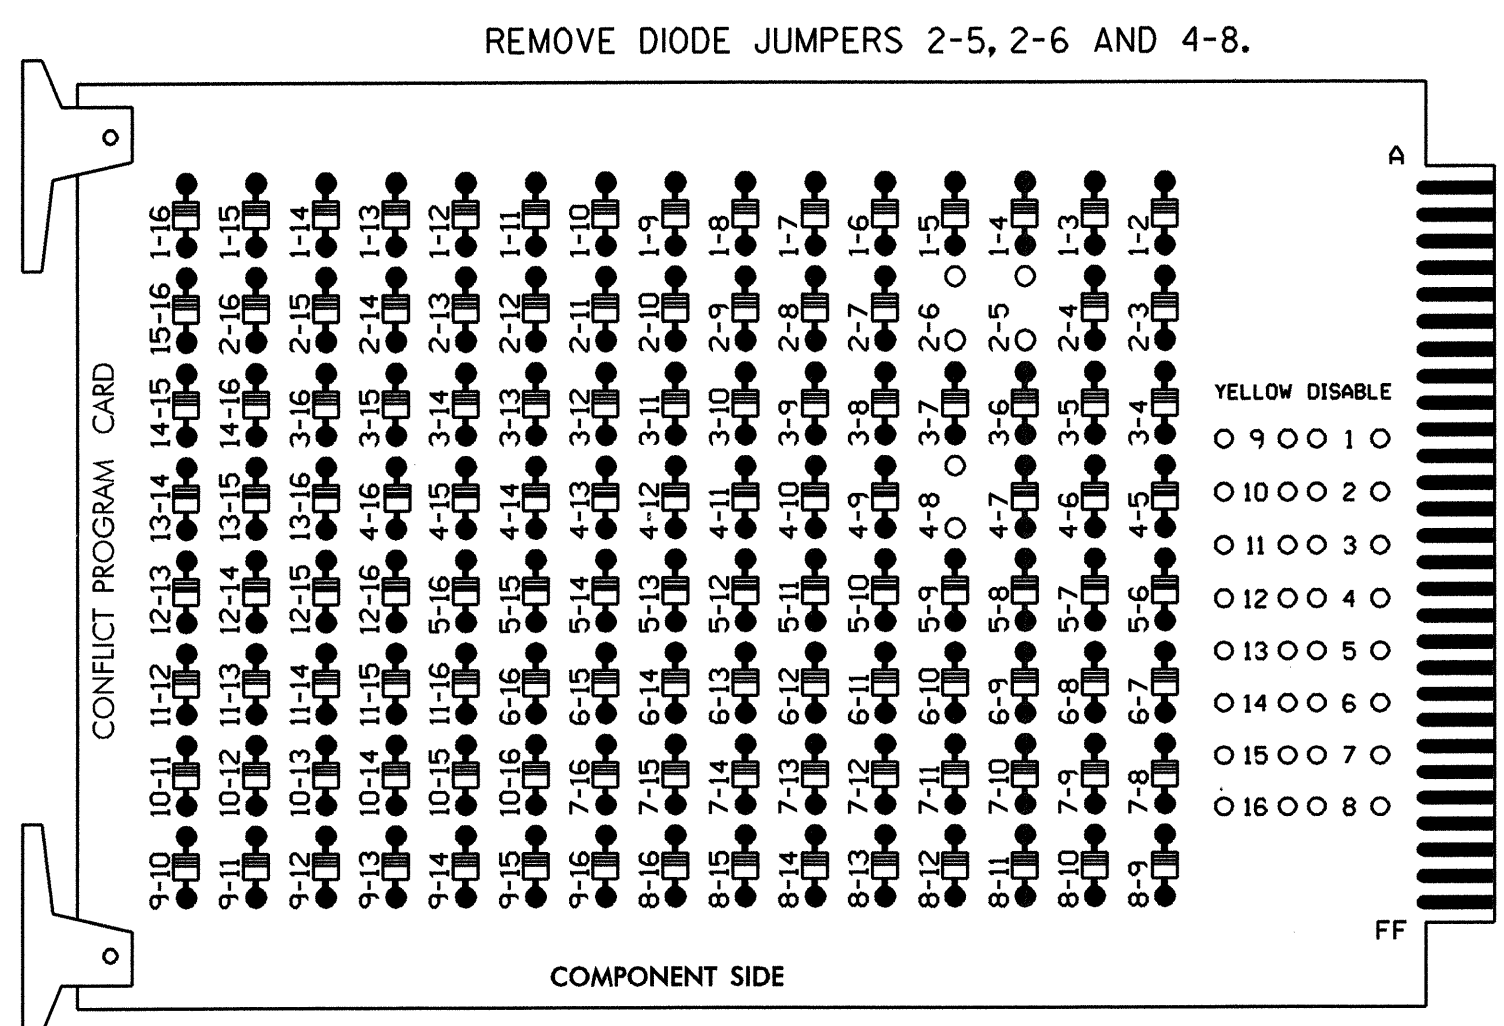 REMOVE DIODE JUMPERS 2-5, 2-6 AND 4-8.
A
1-16 1-15 1-14 1-13 1-12 1-11 1-10 1-9 1-8 1-7 1-6 1-5 1-4 1-3 1-2
15-16 2-16 2-15 2-14 2-13 2-12 2-11 2-10 2-9 2-8 2-7 2-6 2-5 2-4 2-3
14-15 14-16 3-16 3-15 3-14 3-13 3-12 3-11 3-10 3-9 3-8 3-7 3-6 3-5 3-4
13-14 13-15 13-16 4-16 4-15 4-14 4-13 4-12 4-11 4-10 4-9 4-8 4-7 4-6 4-5
12-13 12-14 12-15 12-16 5-16 5-15 5-14 5-13 5-12 5-11 5-10 5-9 5-8 5-7 5-6
11-12 11-13 11-14 11-15 11-16 6-16 6-15 6-14 6-13 6-12 6-11 6-10 6-9 6-8 6-7
10-11 10-12 10-13 10-14 10-15 10-16 7-16 7-15 7-14 7-13 7-12 7-11 7-10 7-9 7-8
9-10 9-11 9-12 9-13 9-14 9-15 9-16 8-16 8-15 8-14 8-13 8-12 8-11 8-10 8-9
CONFLICT PROGRAM CARD
YELLOW DISABLE
9 1
10 2
11 3
12 4
13 5
14 6
15 7
16 8
FF
COMPONENT SIDE